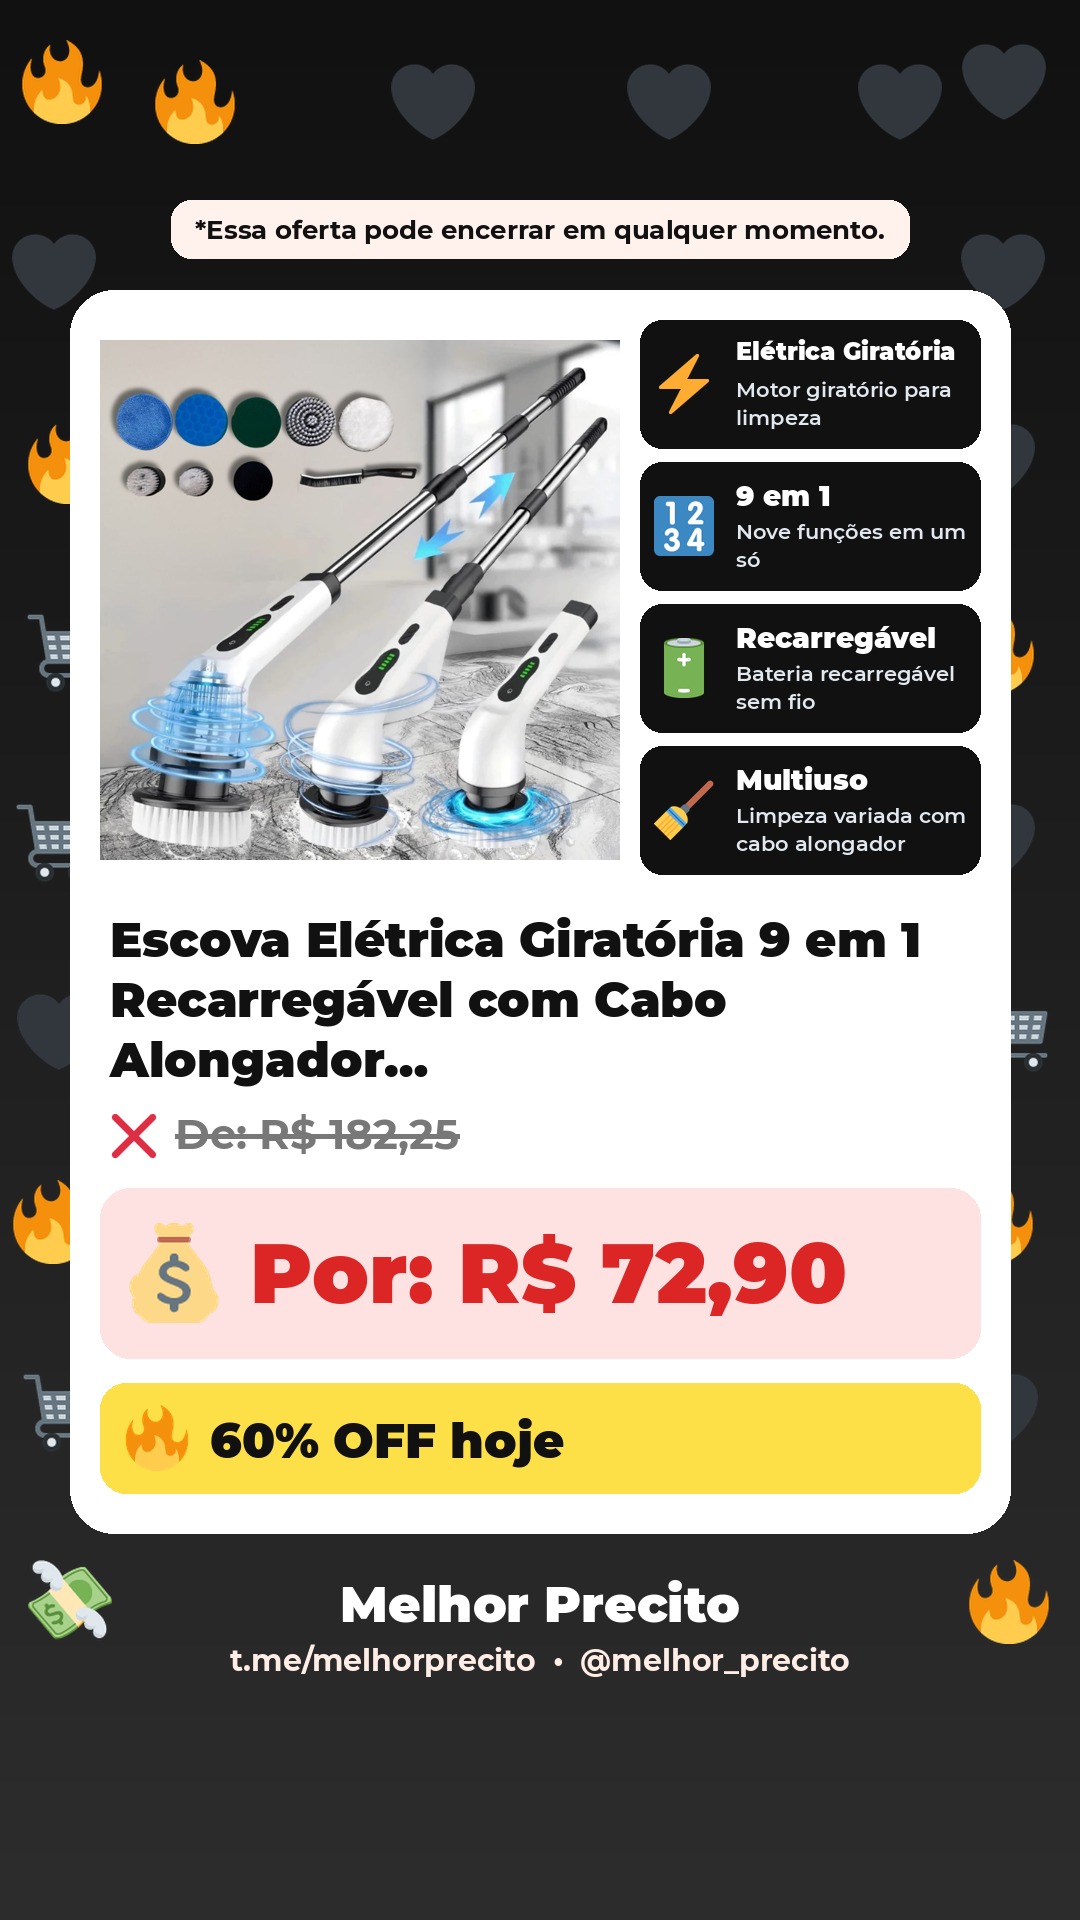 *Essa oferta pode encerrar em qualquer momento.
Elétrica Giratória
Motor giratório para
limpeza
9 em 1
Nove funções em um
só
Recarregável
Bateria recarregável
sem fio
Multiuso
Limpeza variada com
cabo alongador
Escova Elétrica Giratória 9 em 1
Recarregável com Cabo
Alongador...
De: R$ 182,25
Por: R$ 72,90
60% OFF hoje
Melhor Precito
t.me/melhorprecito • @melhor_precito